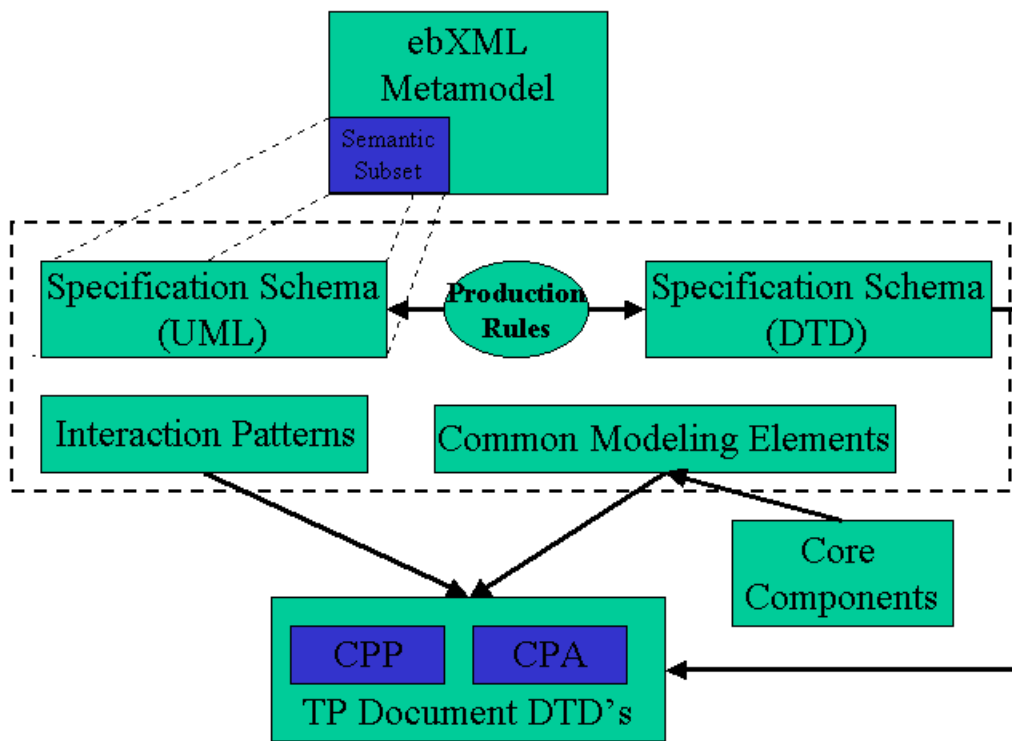 ebXML
Metamodel
Semantic
Subset
Specification Schema
(UML)
Production
Rules
Specification Schema
(DTD)
Interaction Patterns
Common Modeling Elements
Core
Components
CPP
CPA
TP Document DTD’s